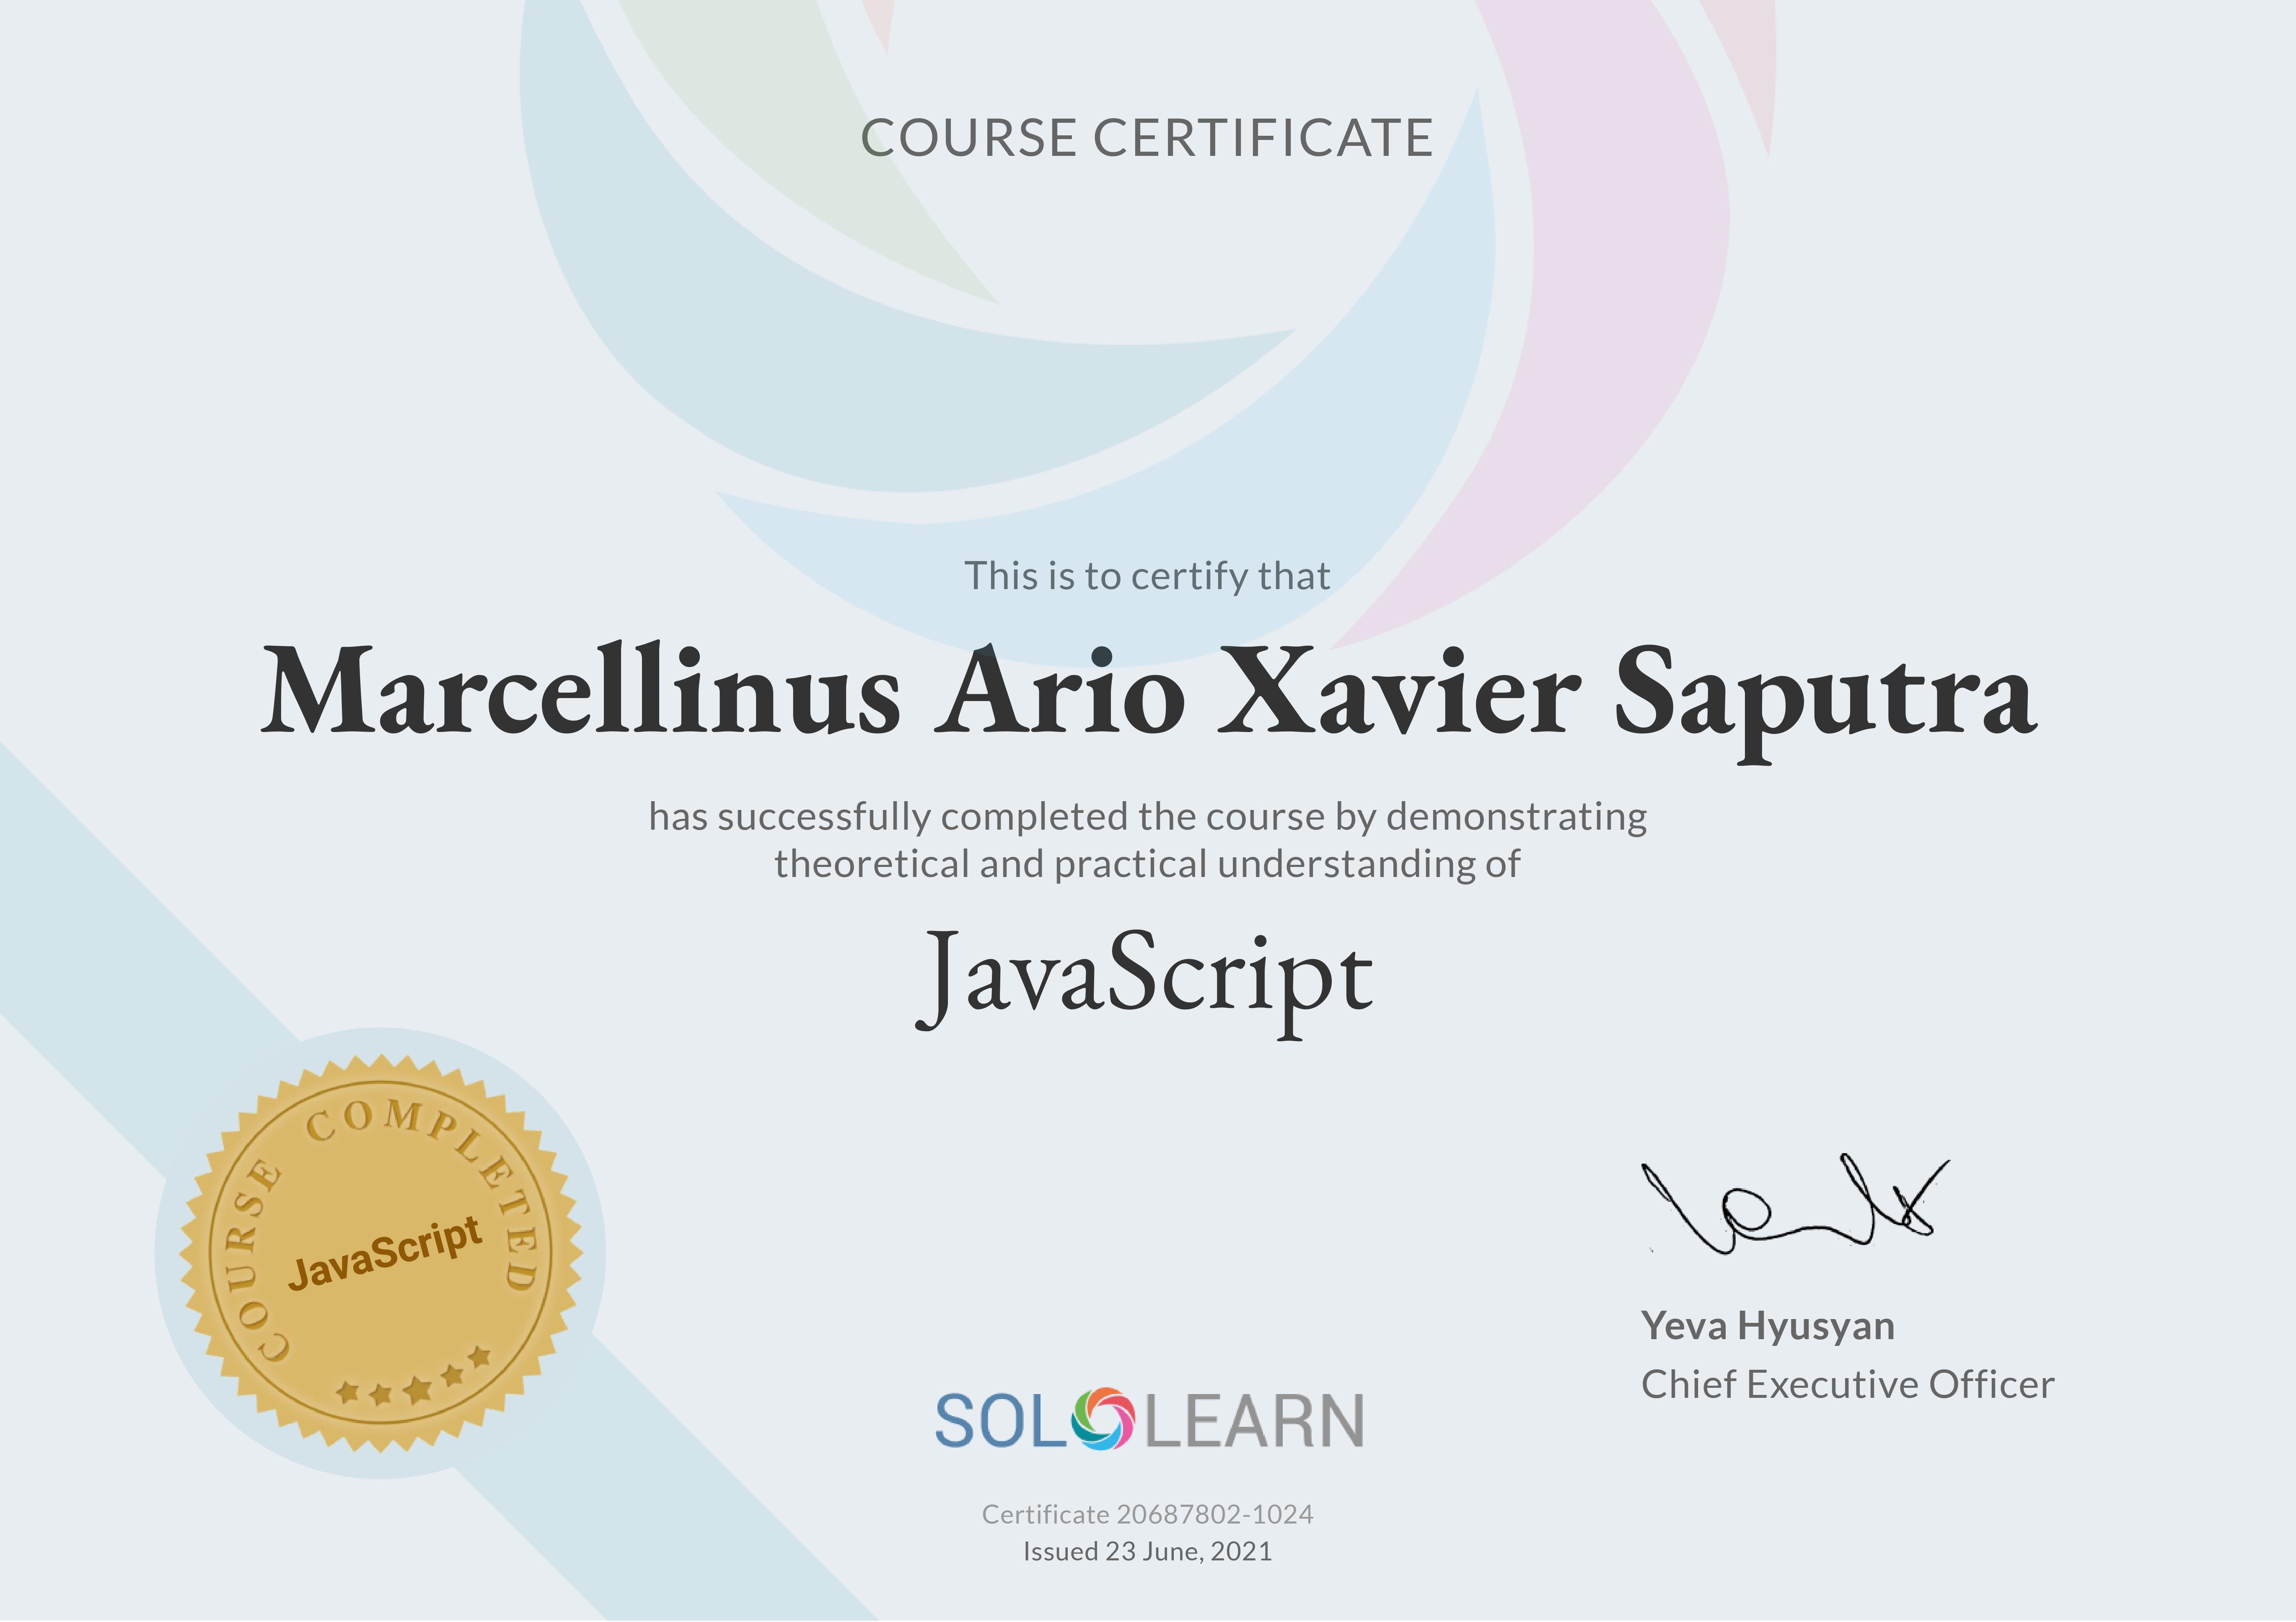 COURSE CERTIFICATE
This is to certify that
Marcellinus Ario Xavier Saputra
has successfully completed the course by demonstrating
theoretical and practical understanding of
JavaScript
COURSE COMPLETED
JavaScript
Yeva Hyusyan
Chief Executive Officer
SOLOLEARN
Certificate 20687802-1024
Issued 23 June, 2021